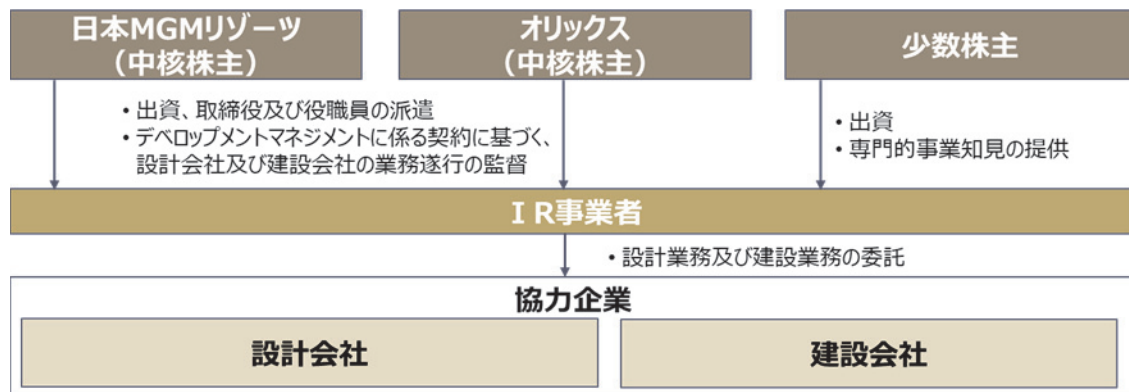 日本MGMリゾーツ
（中核株主）
オリックス
（中核株主）
少数株主
・出資、取締役及び役職員の派遣
・デベロップメントマネジメントに係る契約に基づく、
設計会社及び建設会社の業務遂行の監督
・出資
・専門的事業知見の提供
ＩＲ事業者
・設計業務及び建設業務の委託
協力企業
設計会社
建設会社